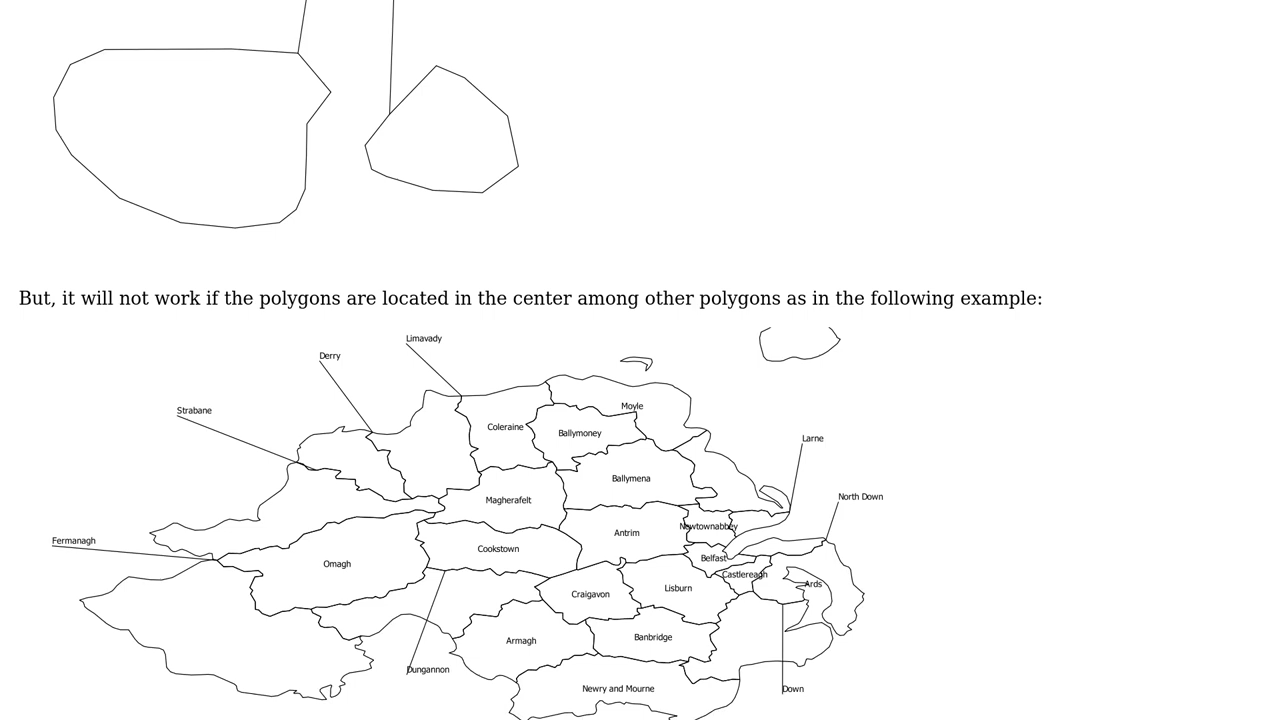 But, it will not work if the polygons are located in the center among other polygons as in the following example:
Limavady
Derry
Strabane
Moyle
Coleraine
Ballymoney
Larne
Ballymena
Magherafelt
North Down
Newtownabbey
Antrim
Fermanagh
Cookstown
Belfast
Omagh
Castlereagh
Ards
Lisburn
Craigavon
Banbridge
Armagh
Dungannon
Newry and Mourne
Down